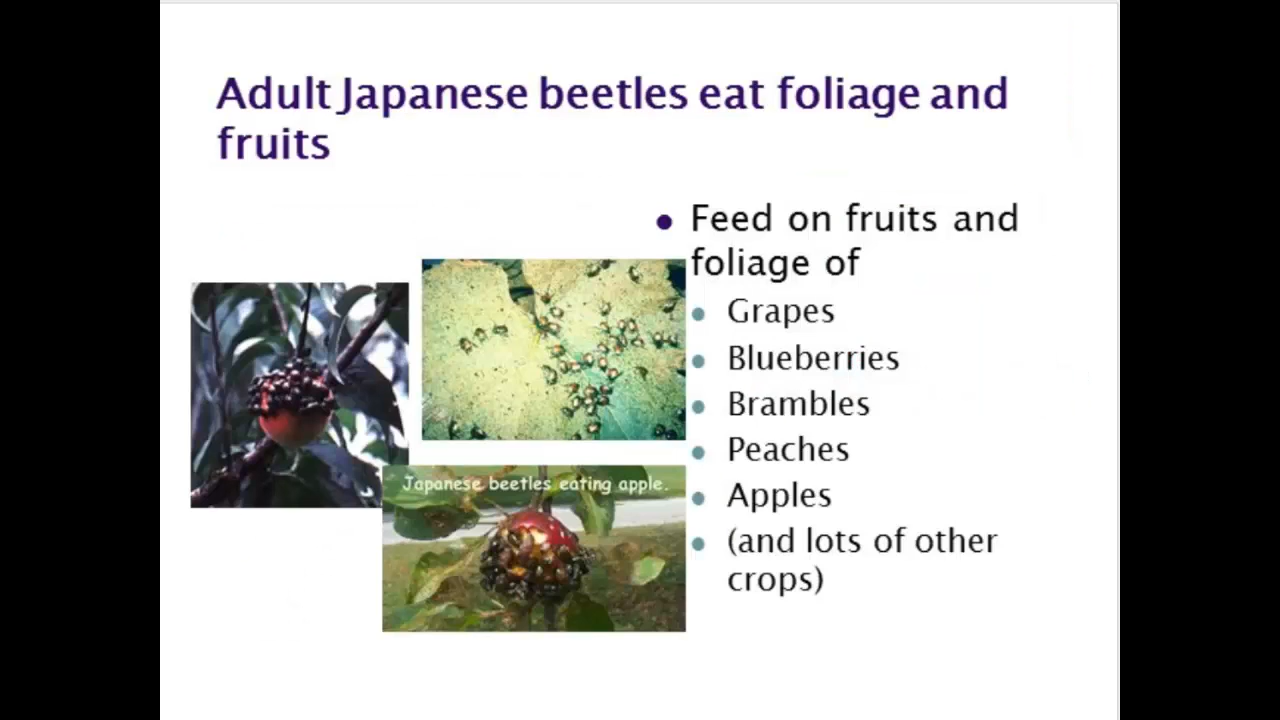 Adult Japanese beetles eat foliage and
fruits
Feed on fruits and
foliage of
Grapes
Blueberries
Brambles
Peaches
Apples
(and lots of other
crops)
Japanese beetles eating apple.